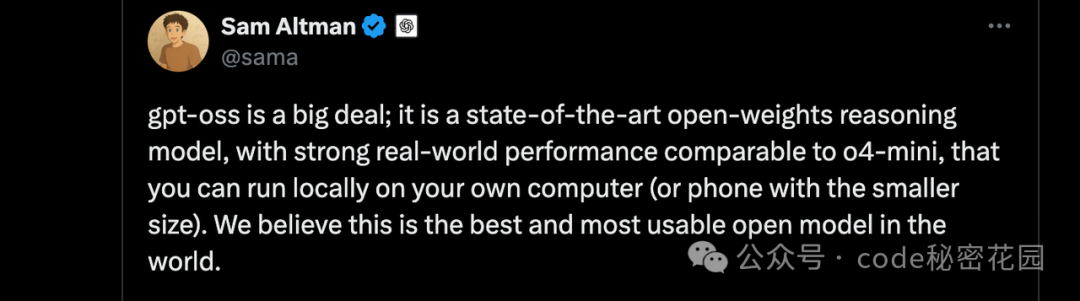 Sam Altman
@sama
gpt-oss is a big deal; it is a state-of-the-art open-weights reasoning
model, with strong real-world performance comparable to o4-mini, that
you can run locally on your own computer (or phone with the smaller
size). We believe this is the best and most usable open model in the
world.
公众号 · code秘密花园